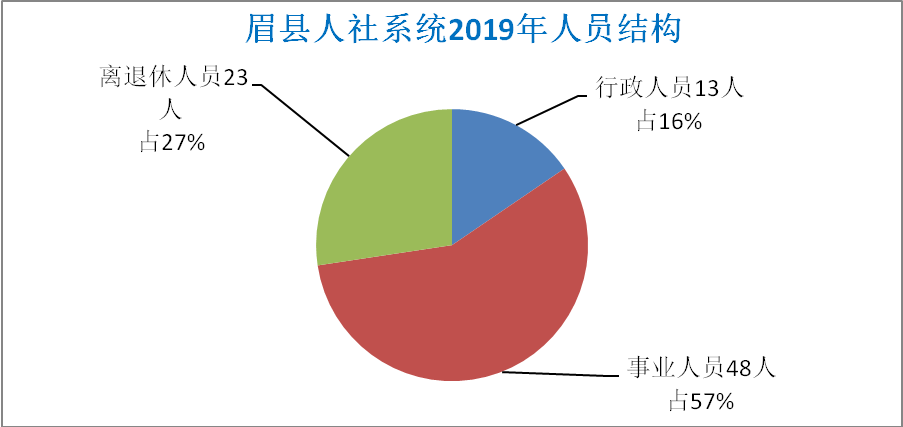 眉县人社系统2019年人员结构
离退休人员23
人
占27%
行政人员13人
占16%
事业人员48人
占57%